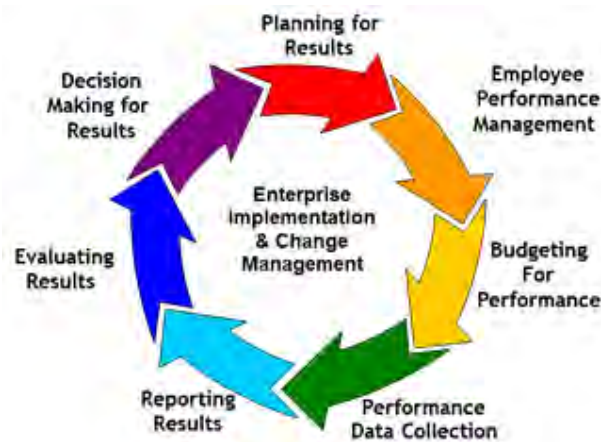 Planning for
Results
Employee
Performance
Management
Budgeting
For
Performance
Performance
Data Collection
Reporting
Results
Evaluating
Results
Decision
Making for
Results
Enterprise
Implementation
& Change
Management